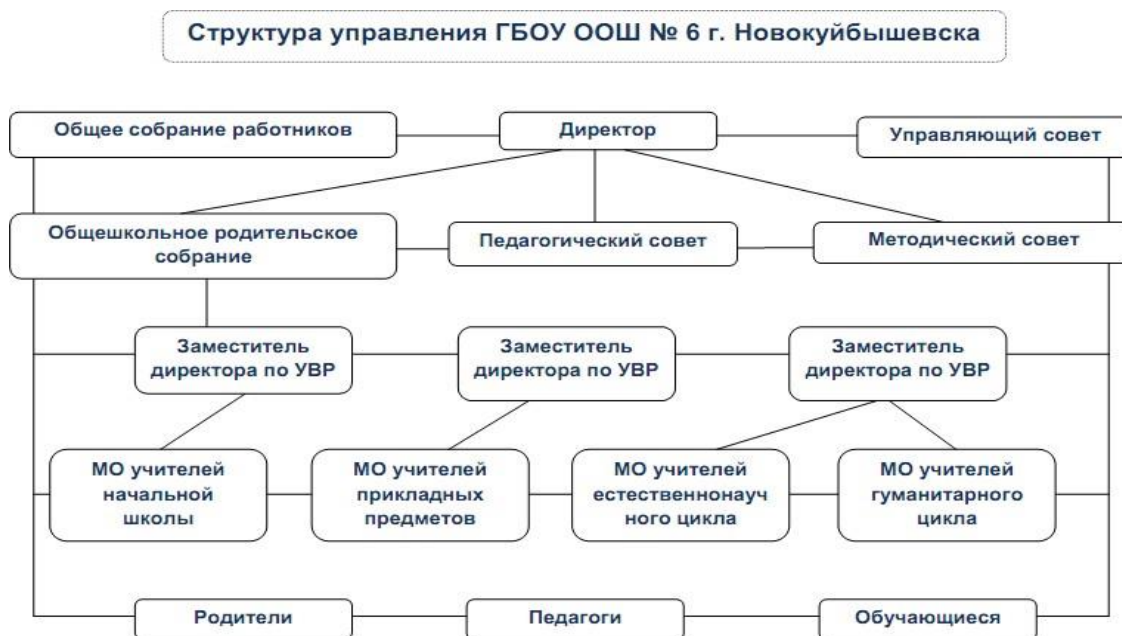 Структура управления ГБОУ ООШ № 6 г. Новокуйбышевска
Общее собрание работников
Директор
Управляющий совет
Общешкольное родительское
собрание
Педагогический совет
Методический совет
Заместитель
директора по УВР
Заместитель
директора по УВР
Заместитель
директора по УВР
МО учителей
начальной
школы
МО учителей
прикладных
предметов
МО учителей
естественнонауч
ного цикла
МО учителей
гуманитарного
цикла
Родители
Педагоги
Обучающиеся